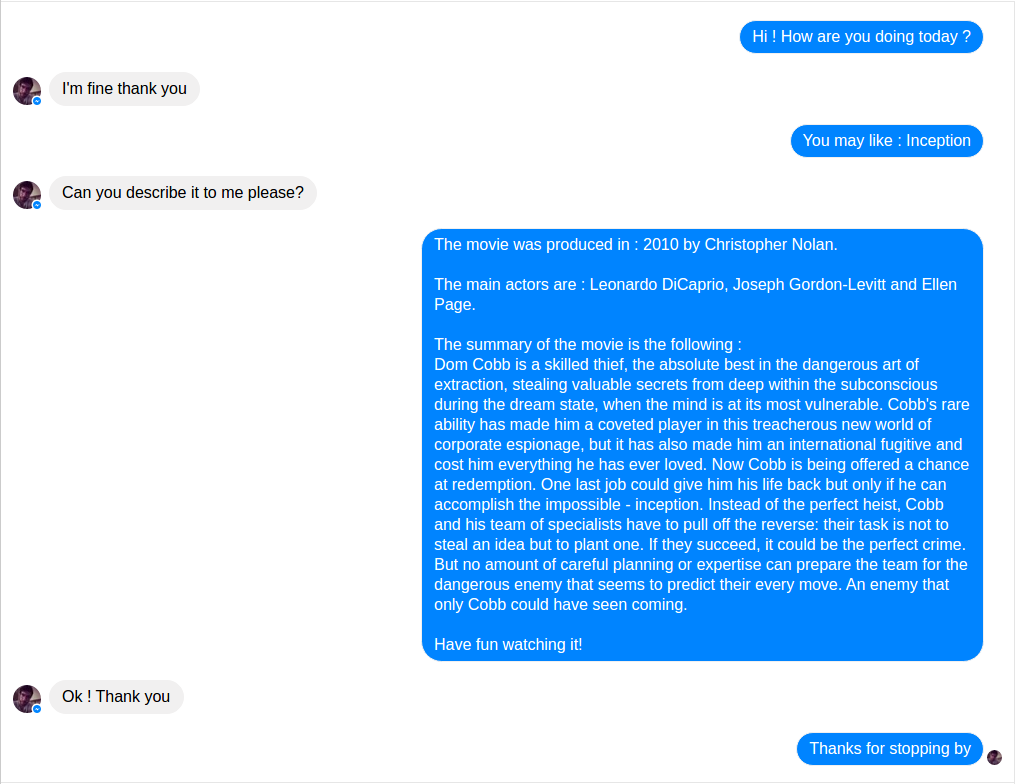 Hi ! How are you doing today ?
I'm fine thank you
You may like : Inception
Can you describe it to me please?
The movie was produced in : 2010 by Christopher Nolan.
The main actors are : Leonardo DiCaprio, Joseph Gordon-Levitt and Ellen
Page.
The summary of the movie is the following :
Dom Cobb is a skilled thief, the absolute best in the dangerous art of
extraction, stealing valuable secrets from deep within the subconscious
during the dream state, when the mind is at its most vulnerable. Cobb's rare
ability has made him a coveted player in this treacherous new world of
corporate espionage, but it has also made him an international fugitive and
cost him everything he has ever loved. Now Cobb is being offered a chance
at redemption. One last job could give him his life back but only if he can
accomplish the impossible - inception. Instead of the perfect heist, Cobb
and his team of specialists have to pull off the reverse: their task is not to
steal an idea but to plant one. If they succeed, it could be the perfect crime.
But no amount of careful planning or expertise can prepare the team for the
dangerous enemy that seems to predict their every move. An enemy that
only Cobb could have seen coming.
Have fun watching it!
Ok ! Thank you
Thanks for stopping by